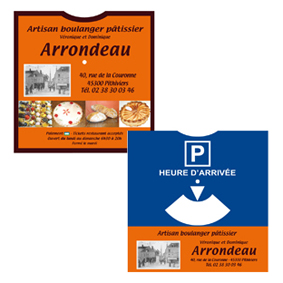 Artisan boulanger pâtissier
Véronique et Dominique
Arrondeau
40, rue de la Couronne
45300 Pithiviers
Tél. 02 38 30 03 46
P
HEURE D'ARRIVÉE
Artisan boulanger pâtissier
Véronique et Dominique
Arrondeau
40, rue de la Couronne - 45300 Pithiviers
Tél. 02 38 30 03 46